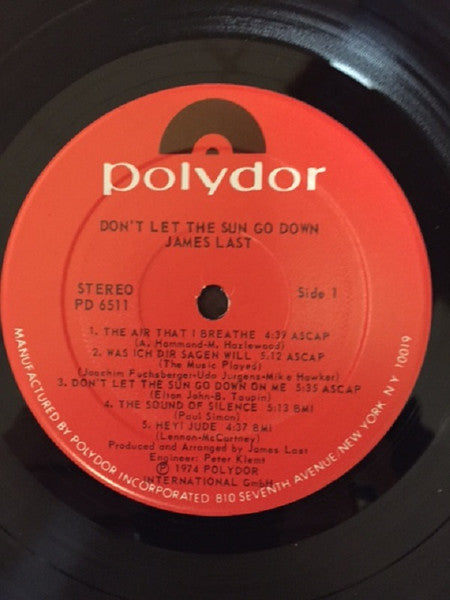 polydor
DON'T LET THE SUN GO DOWN
JAMES LAST
STEREO
PD 6511
Side 1
1. THE AIR THAT I BREATHE 4:39 ASCAP
(A. Hammond-M. Hazlewood)
2. WAS ICH DIR SAGEN WILL 5:12 ASCAP
(The Music Played)
(Joachim Fuchsberger-Udo Jurgens-Mike Hawker)
3. DON'T LET THE SUN GO DOWN ON ME 5:35 ASCAP
(Elton John-B. Taupin)
4. THE SOUND OF SILENCE 5:13 BMI
(Paul Simon)
5. HEY! JUDE 4:37 BMI
(Lennon-McCartney)
Produced and Arranged by James Last
Engineer: Peter Klemt
Ⓟ 1974 POLYDOR
INTERNATIONAL GmbH
MANUFACTURED BY POLYDOR INCORPORATED 810 SEVENTH AVENUE, NEW YORK, NY 10019